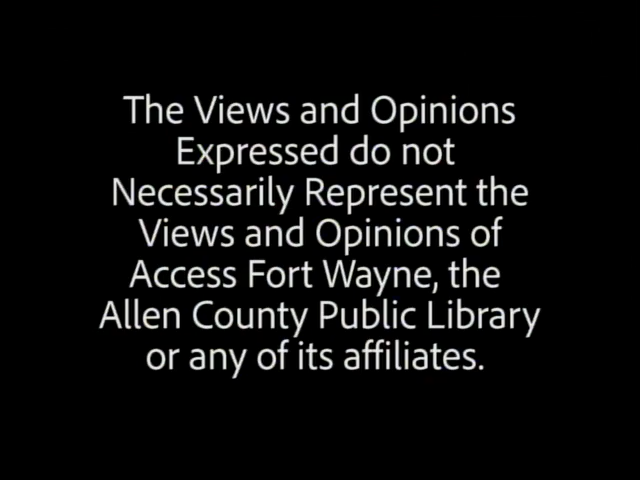 The Views and Opinions
Expressed do not
Necessarily Represent the
Views and Opinions of
Access Fort Wayne, the
Allen County Public Library
or any of its affiliates.